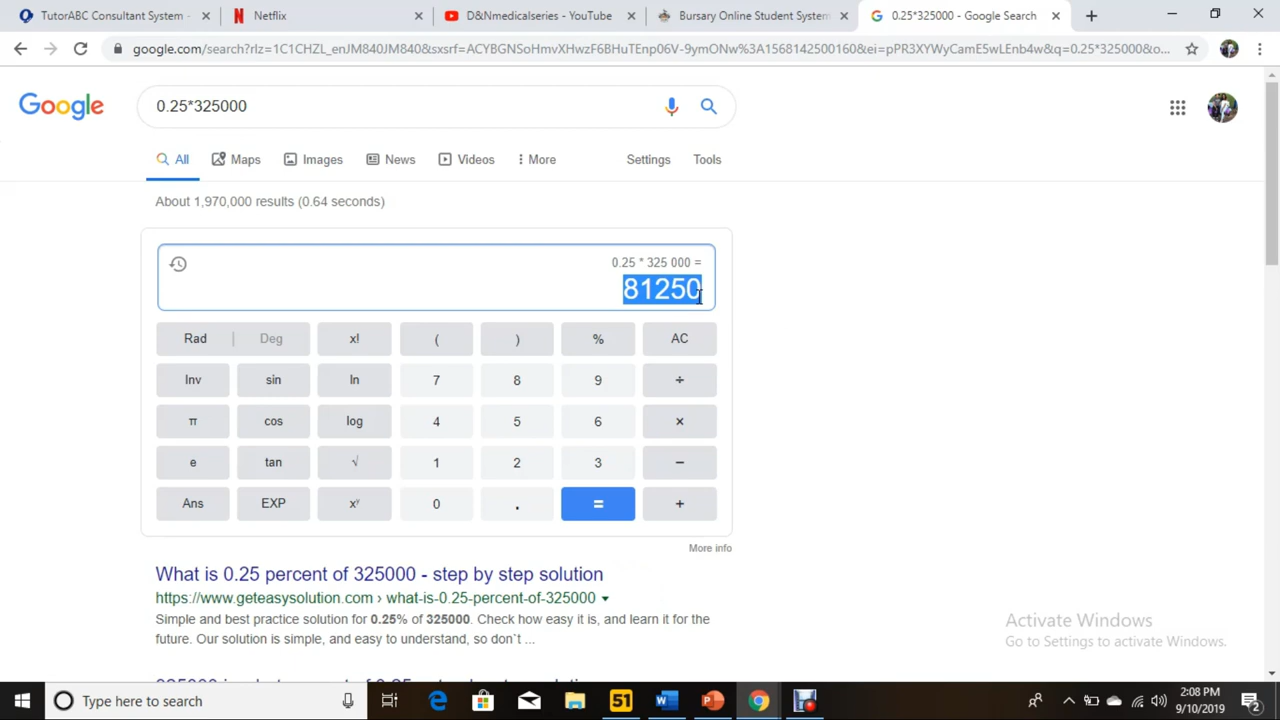 TutorABC Consultant System -
Netflix
D&Nmedicalseries - YouTube
Bursary Online Student System
0.25*325000 - Google Search
google.com/search?rlz=1C1CHZL_enJM840JM840&sxsrf=ACYBGNSoHmvXHwzF6BHuTEnp06V-9ymONw%3A1568142500160&ei=pPR3XYWyCamE5wLEnb4w&q=0.25*325000&o...
Google
0.25*325000
All
Maps
Images
News
Videos
More
Settings
Tools
About 1,970,000 results (0.64 seconds)
0.25 * 325 000 =
81250
Rad | Deg x! ( ) % AC
Inv sin ln 7 8 9 ÷
π cos log 4 5 6 ×
e tan √ 1 2 3 −
Ans EXP xʸ 0 . = +
More info
What is 0.25 percent of 325000 - step by step solution
https://www.geteasysolution.com › what-is-0.25-percent-of-325000
Simple and best practice solution for 0.25% of 325000. Check how easy it is, and learn it for the
future. Our solution is simple, and easy to understand, so don`t ...
Activate Windows
Go to Settings to activate Windows.
Type here to search
51
2:08 PM
9/10/2019
2